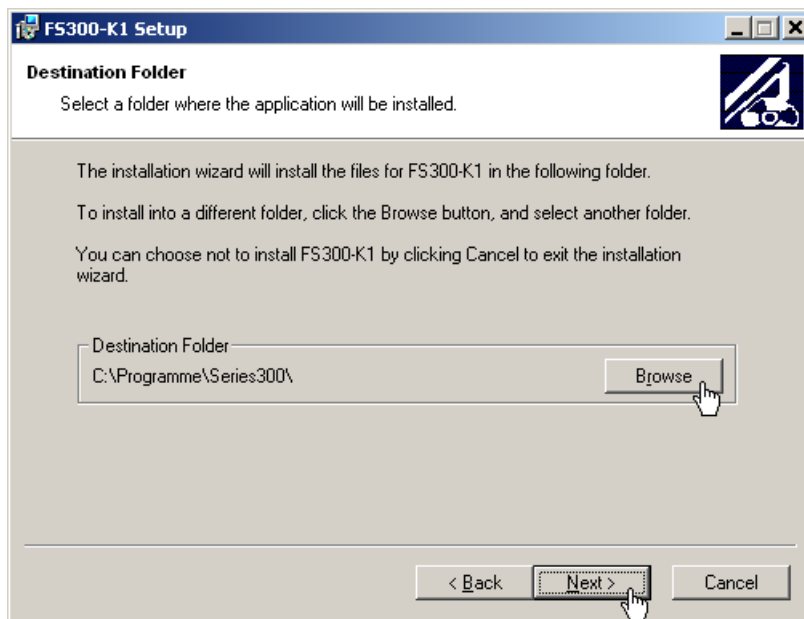 FS300-K1 Setup
Destination Folder
Select a folder where the application will be installed.
The installation wizard will install the files for FS300-K1 in the following folder.
To install into a different folder, click the Browse button, and select another folder.
You can choose not to install FS300-K1 by clicking Cancel to exit the installation
wizard.
Destination Folder
C:\Programme\Series300\
Browse
< Back
Next >
Cancel